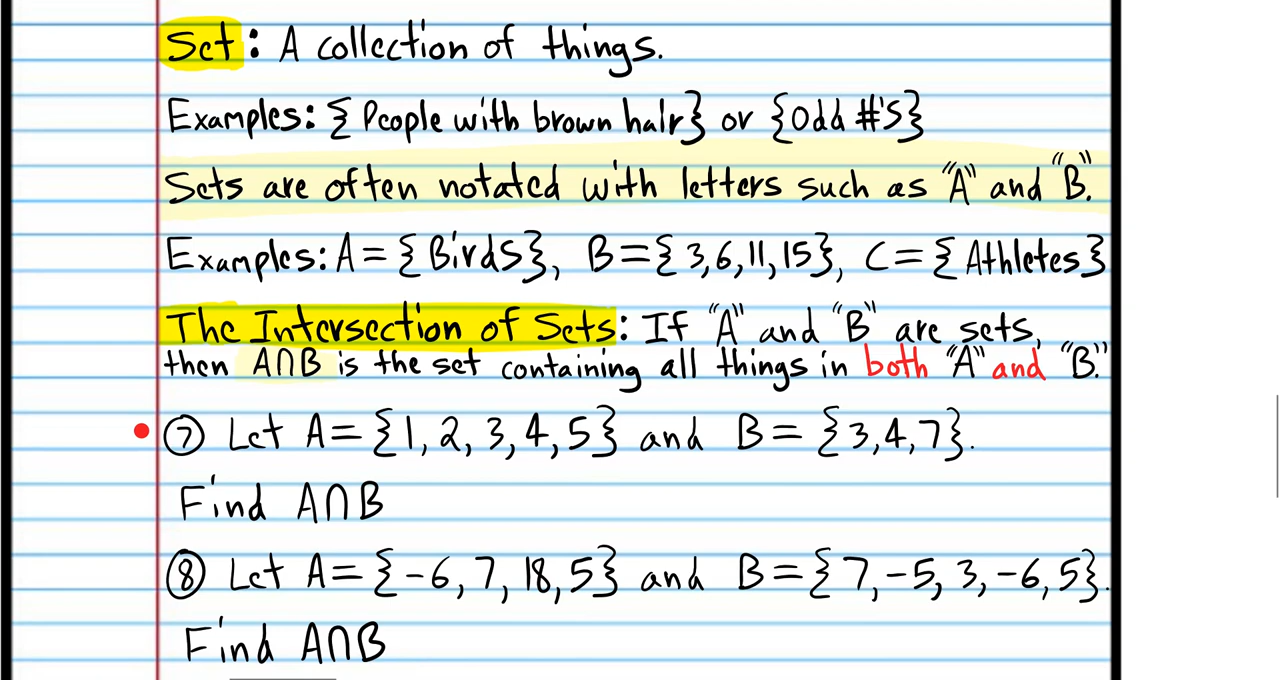 Set: A collection of things.
Examples: {People with brown hair} or {Odd #'s}
Sets are often notated with letters such as "A" and "B".
Examples: A = {Birds}, B = {3, 6, 11, 15}, C = {Athletes}
The Intersection of Sets: If "A" and "B" are sets,
then A∩B is the set containing all things in both "A" and "B."
⑦ Let A = {1, 2, 3, 4, 5} and B = {3, 4, 7}.
Find A∩B
⑧ Let A = {-6, 7, 18, 5} and B = {7, -5, 3, -6, 5}.
Find A∩B